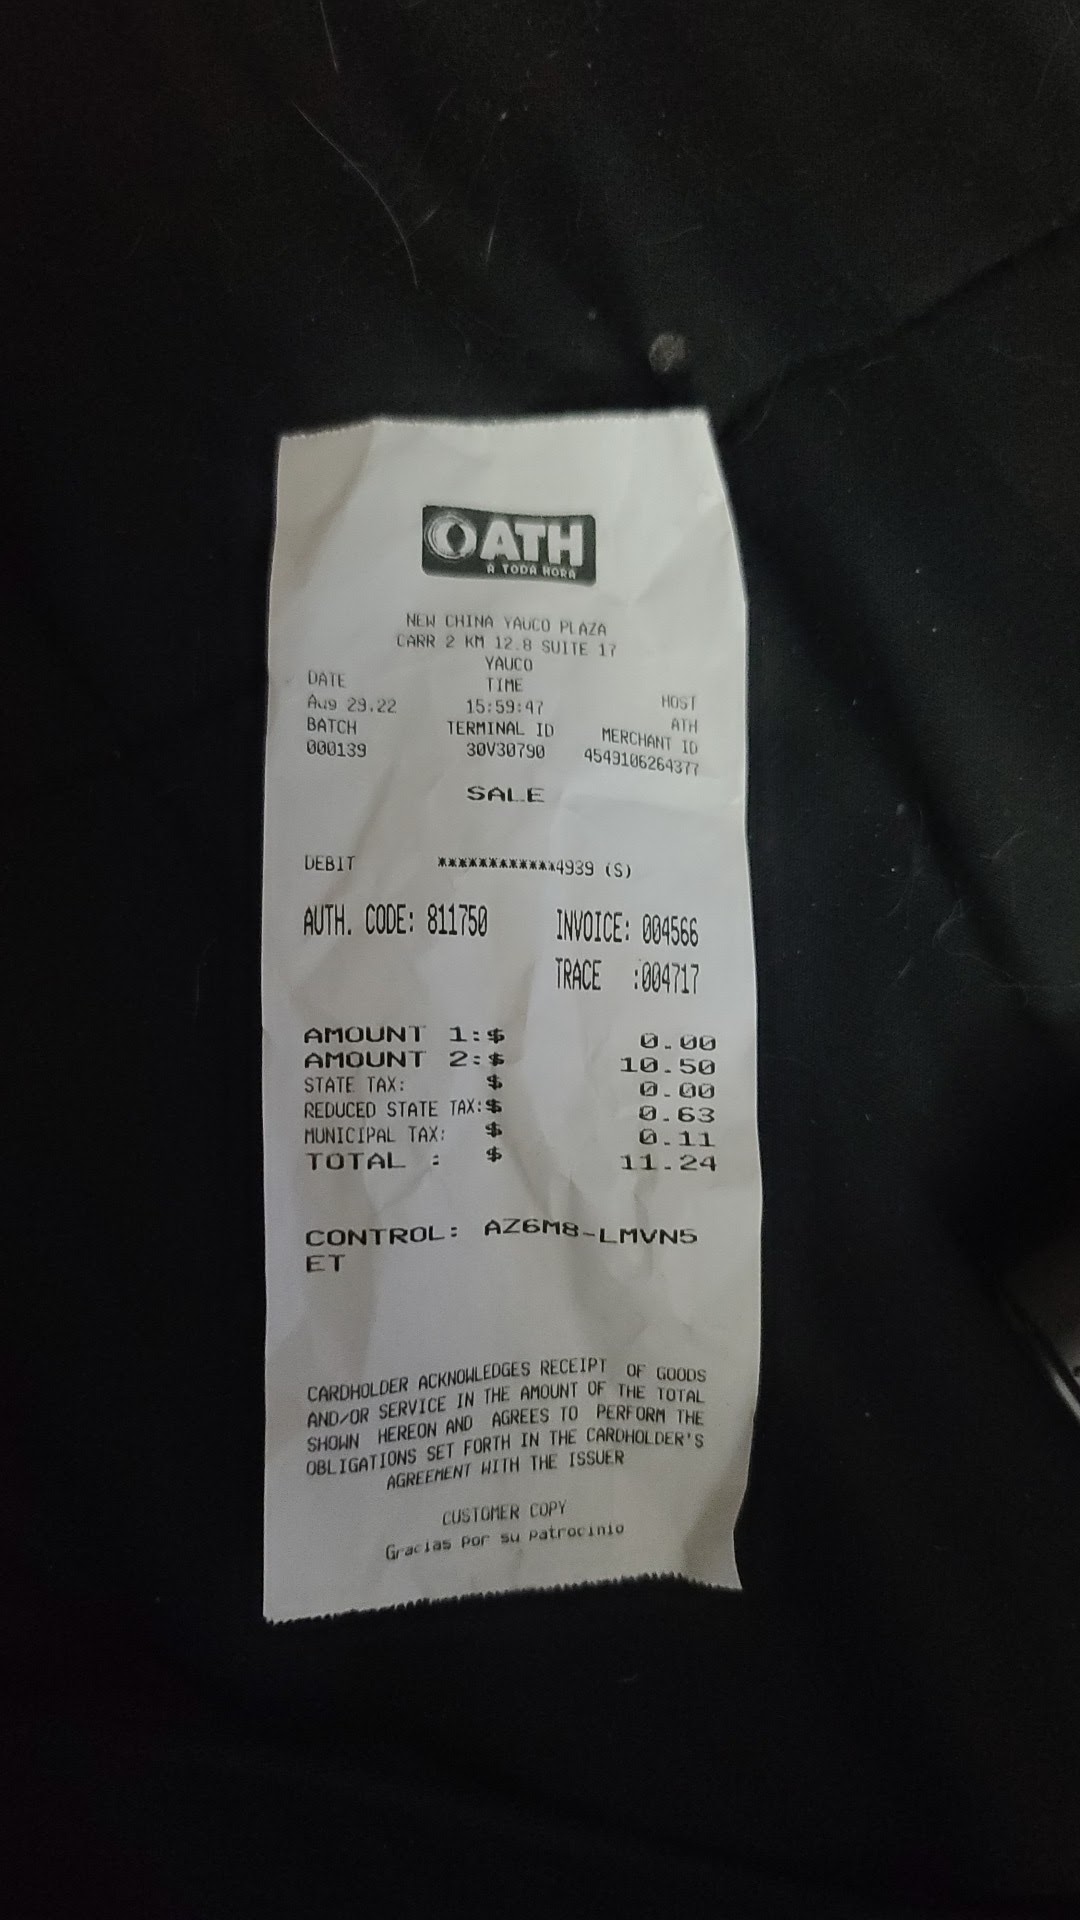 ATH
A TODA HORA
NEW CHINA YAUCO PLAZA
CARR 2 KM 12.8 SUITE 17
YAUCO
DATE TIME HOST
Aug 29.22 15:59:47 ATH
BATCH TERMINAL ID MERCHANT ID
000139 30V30790 4549106264377
SALE
DEBIT ************4939 (S)
AUTH. CODE: 811750 INVOICE: 004566
TRACE :004717
AMOUNT 1:$ 0.00
AMOUNT 2:$ 10.50
STATE TAX: $ 0.00
REDUCED STATE TAX:$ 0.63
MUNICIPAL TAX: $ 0.11
TOTAL : $ 11.24
CONTROL: AZ6M8-LMVN5
ET
CARDHOLDER ACKNOWLEDGES RECEIPT OF GOODS
AND/OR SERVICE IN THE AMOUNT OF THE TOTAL
SHOWN HEREON AND AGREES TO PERFORM THE
OBLIGATIONS SET FORTH IN THE CARDHOLDER'S
AGREEMENT WITH THE ISSUER
CUSTOMER COPY
Gracias por su patrocinio